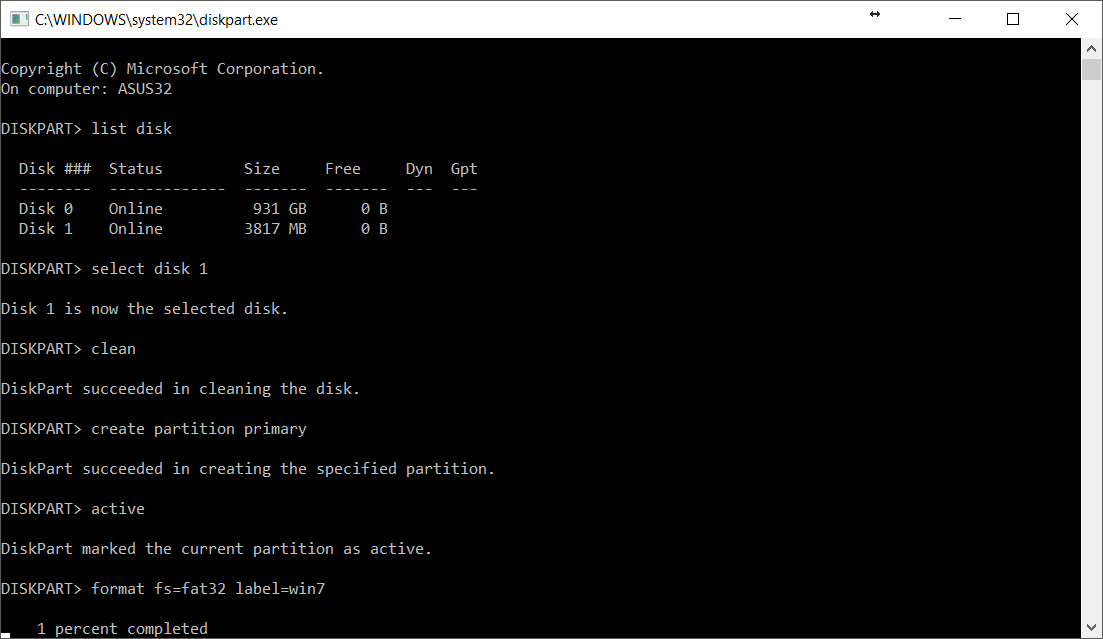 C:\WINDOWS\system32\diskpart.exe
Copyright (C) Microsoft Corporation.
On computer: ASUS32
DISKPART> list disk
  Disk ###  Status         Size     Free     Dyn  Gpt
  --------  -------------  -------  -------  ---  ---
  Disk 0    Online          931 GB      0 B
  Disk 1    Online         3817 MB      0 B
DISKPART> select disk 1
Disk 1 is now the selected disk.
DISKPART> clean
DiskPart succeeded in cleaning the disk.
DISKPART> create partition primary
DiskPart succeeded in creating the specified partition.
DISKPART> active
DiskPart marked the current partition as active.
DISKPART> format fs=fat32 label=win7
    1 percent completed